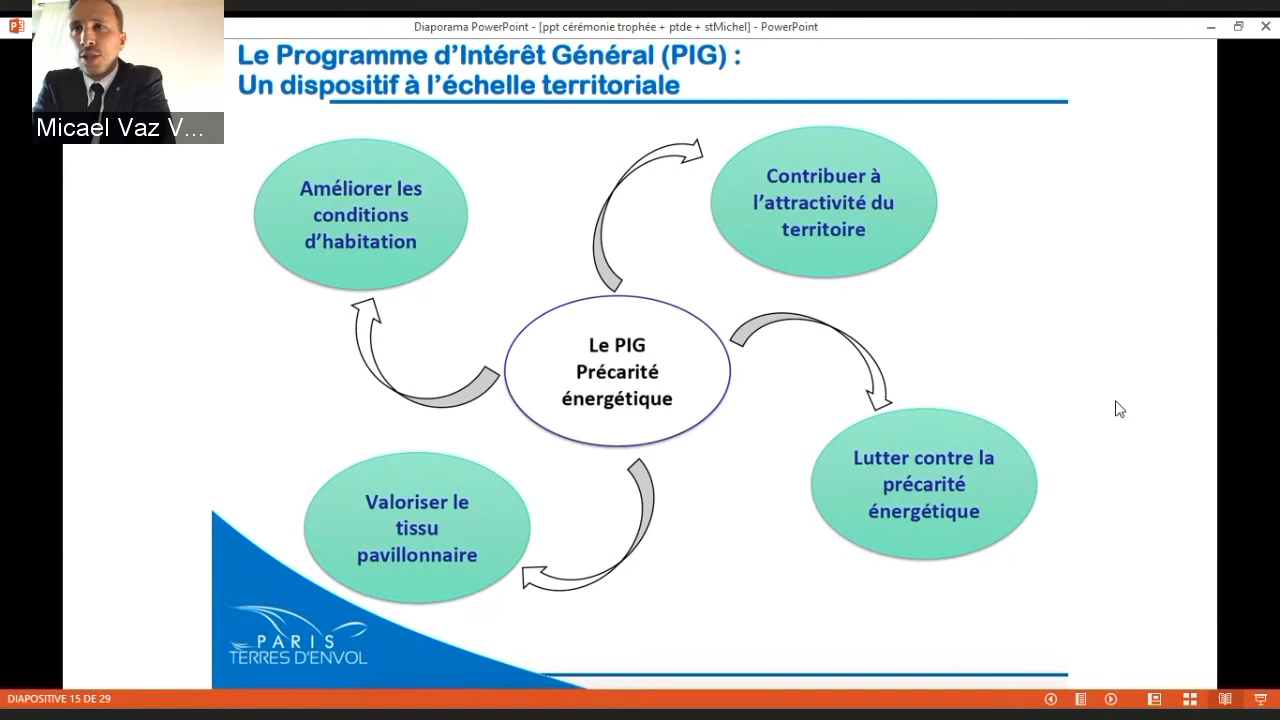 Diaporama PowerPoint - [ppt cérémonie trophée + ptde + stMichel] - PowerPoint
Micael Vaz V...
Le Programme d'Intérêt Général (PIG) :
Un dispositif à l'échelle territoriale
Améliorer les
conditions
d'habitation
Contribuer à
l'attractivité du
territoire
Le PIG
Précarité
énergétique
Lutter contre la
précarité
énergétique
Valoriser le
tissu
pavillonnaire
PARIS
TERRES D'ENVOL
DIAPOSITIVE 15 DE 29